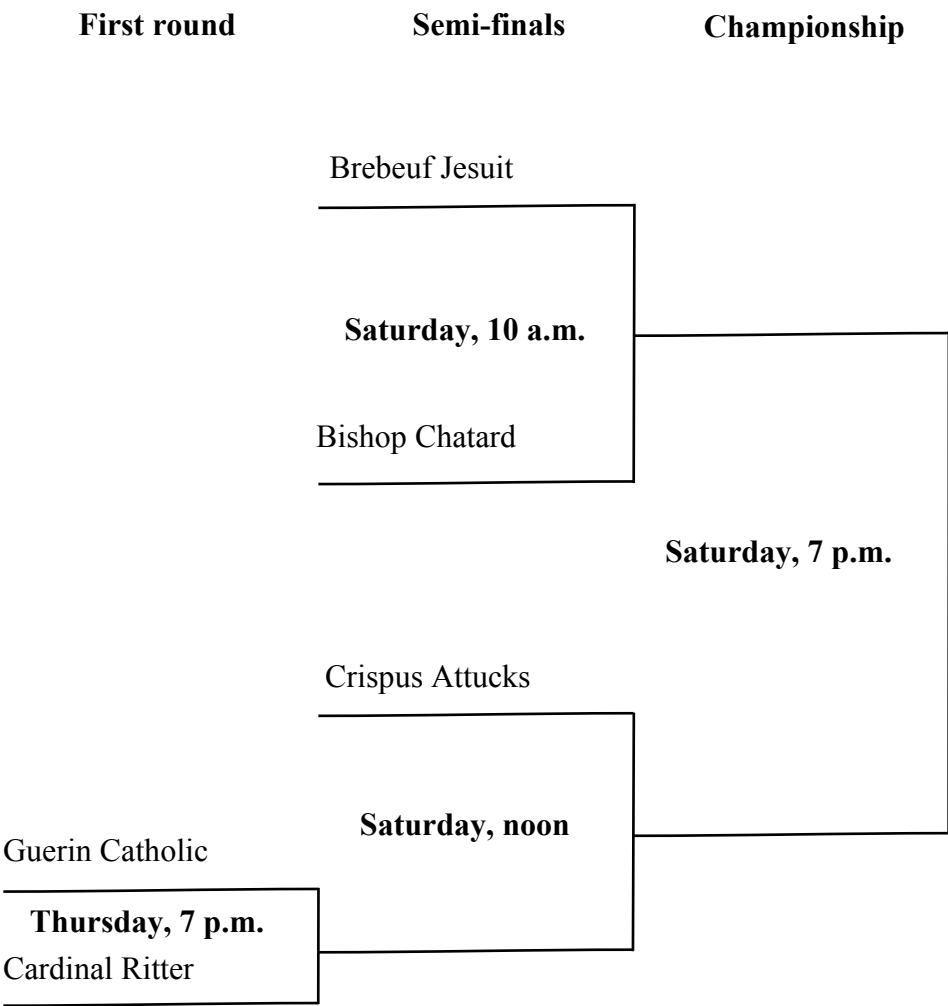 First round
Semi-finals
Championship
Brebeuf Jesuit
Saturday, 10 a.m.
Bishop Chatard
Saturday, 7 p.m.
Crispus Attucks
Saturday, noon
Guerin Catholic
Thursday, 7 p.m.
Cardinal Ritter